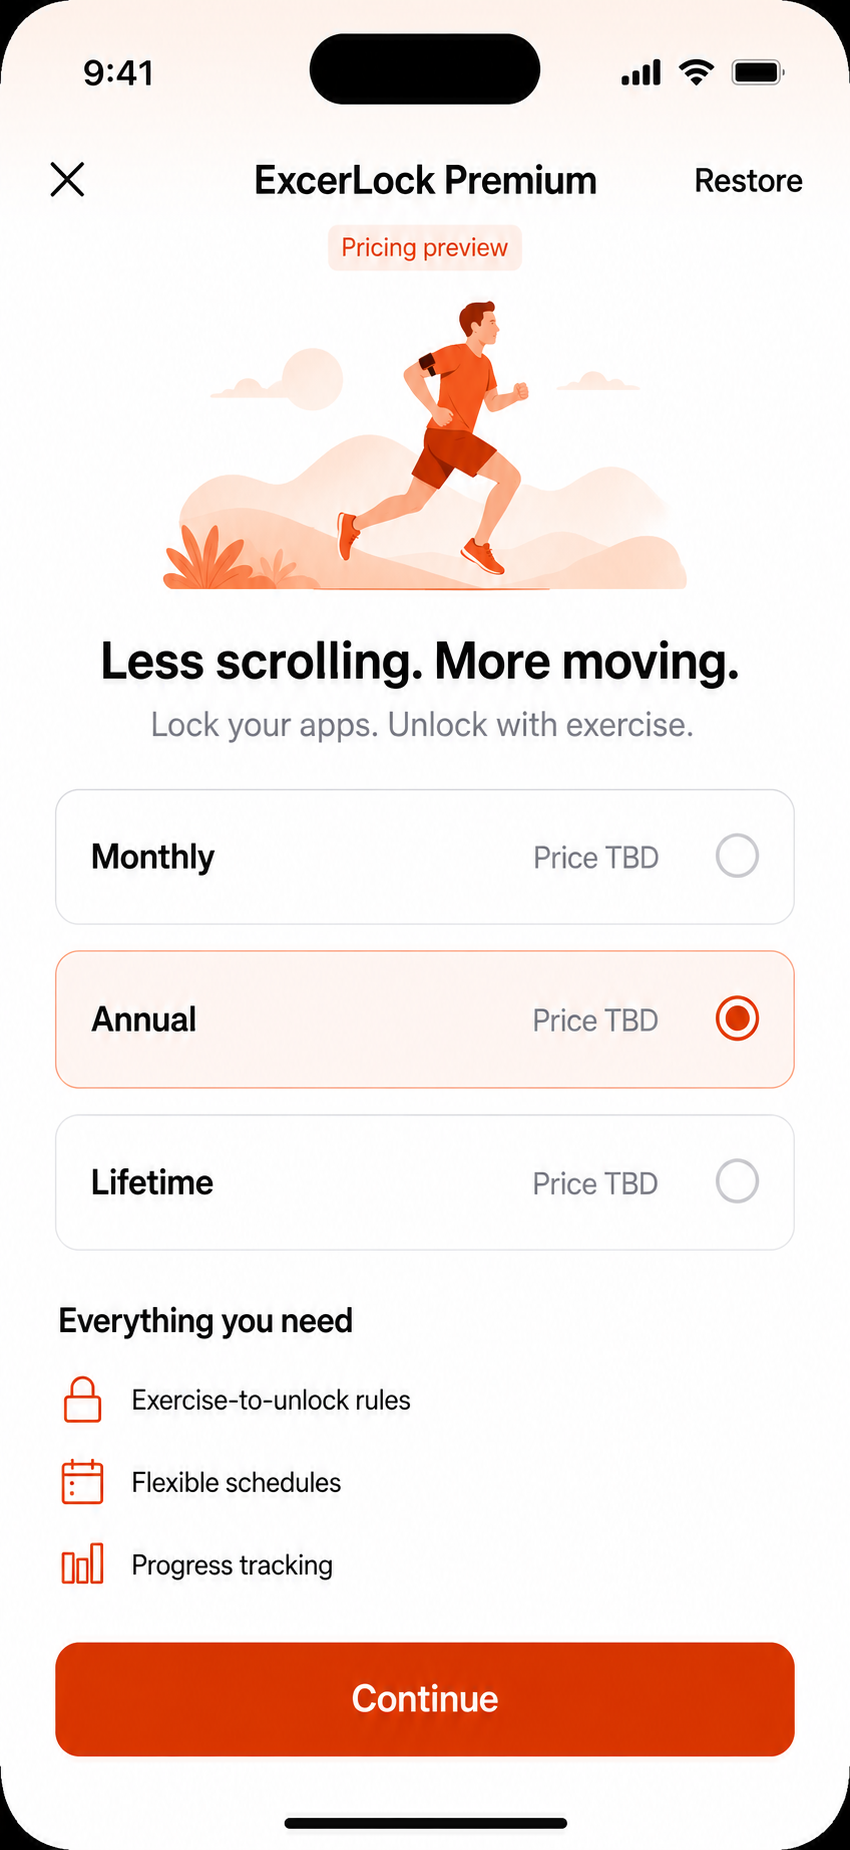 9:41
ExcerLock Premium
Restore
Pricing preview
Less scrolling. More moving.
Lock your apps. Unlock with exercise.
Monthly
Price TBD
Annual
Price TBD
Lifetime
Price TBD
Everything you need
Exercise-to-unlock rules
Flexible schedules
Progress tracking
Continue